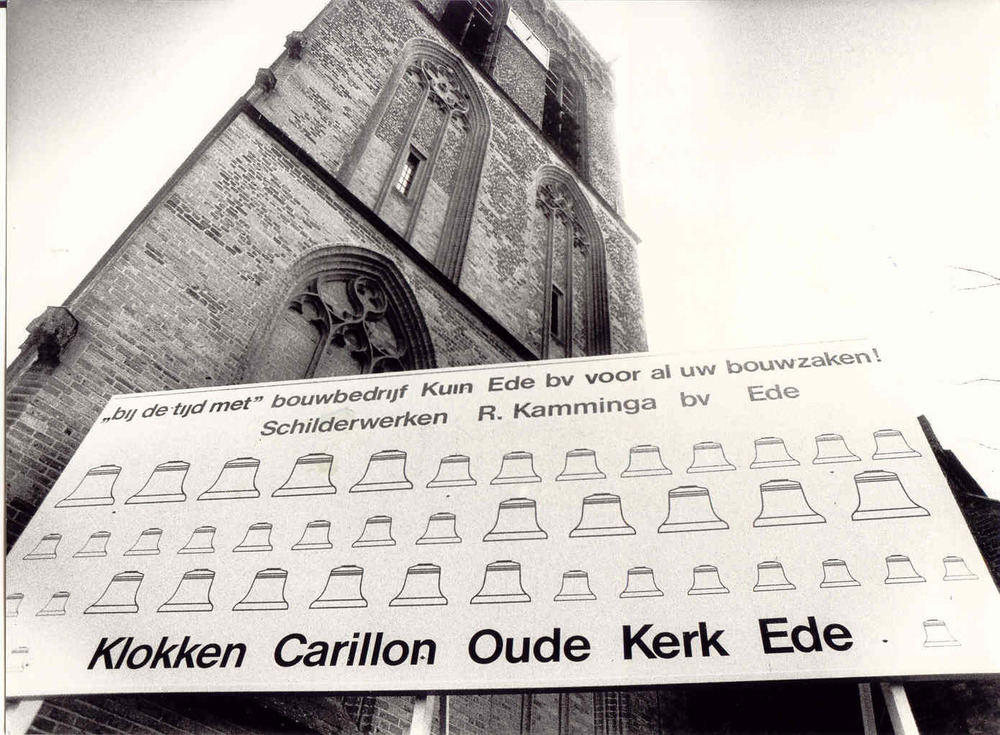 „bij de tijd met” bouwbedrijf Kuin Ede bv voor al uw bouwzaken!
Schilderwerken R. Kamminga bv Ede
Klokken Carillon Oude Kerk Ede